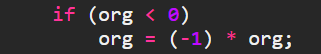 if (org < 0)
org = (-1) * org;